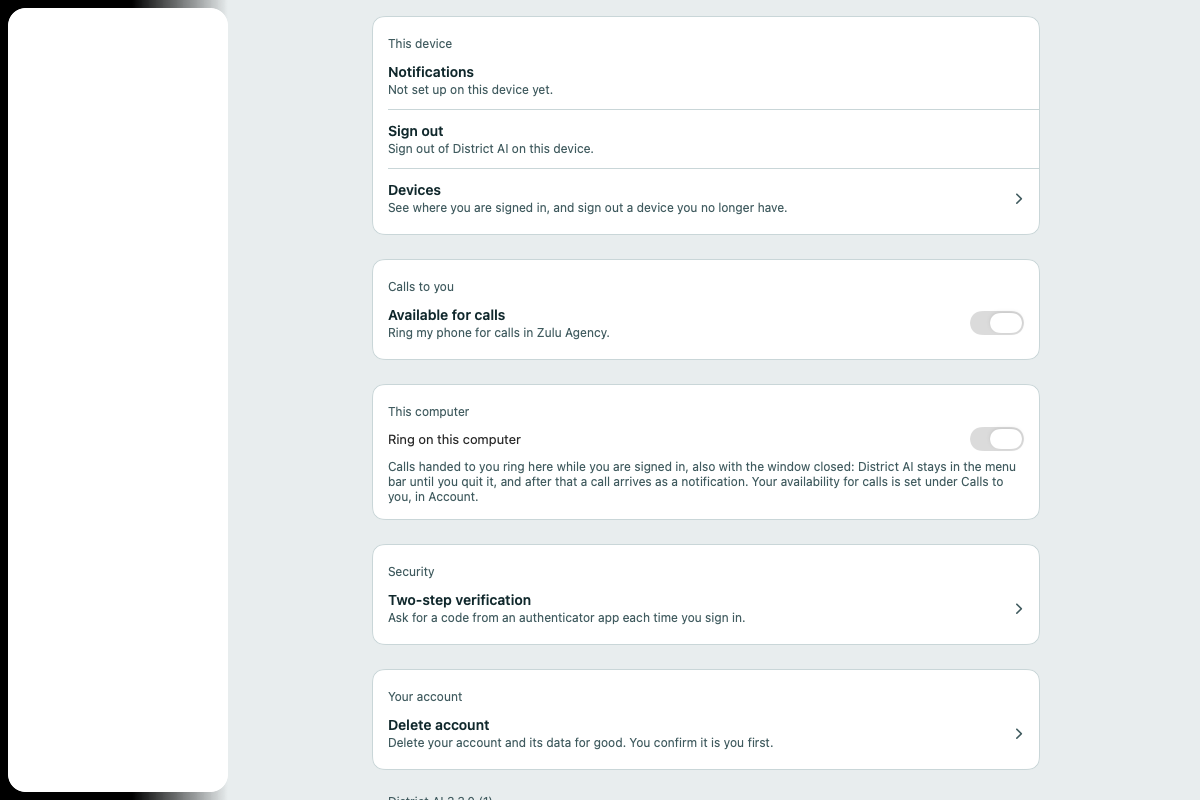 This device
Notifications
Not set up on this device yet.
Sign out
Sign out of District AI on this device.
Devices
See where you are signed in, and sign out a device you no longer have.
Calls to you
Available for calls
Ring my phone for calls in Zulu Agency.
This computer
Ring on this computer
Calls handed to you ring here while you are signed in, also with the window closed: District AI stays in the menu
bar until you quit it, and after that a call arrives as a notification. Your availability for calls is set under Calls to
you, in Account.
Security
Two-step verification
Ask for a code from an authenticator app each time you sign in.
Your account
Delete account
Delete your account and its data for good. You confirm it is you first.